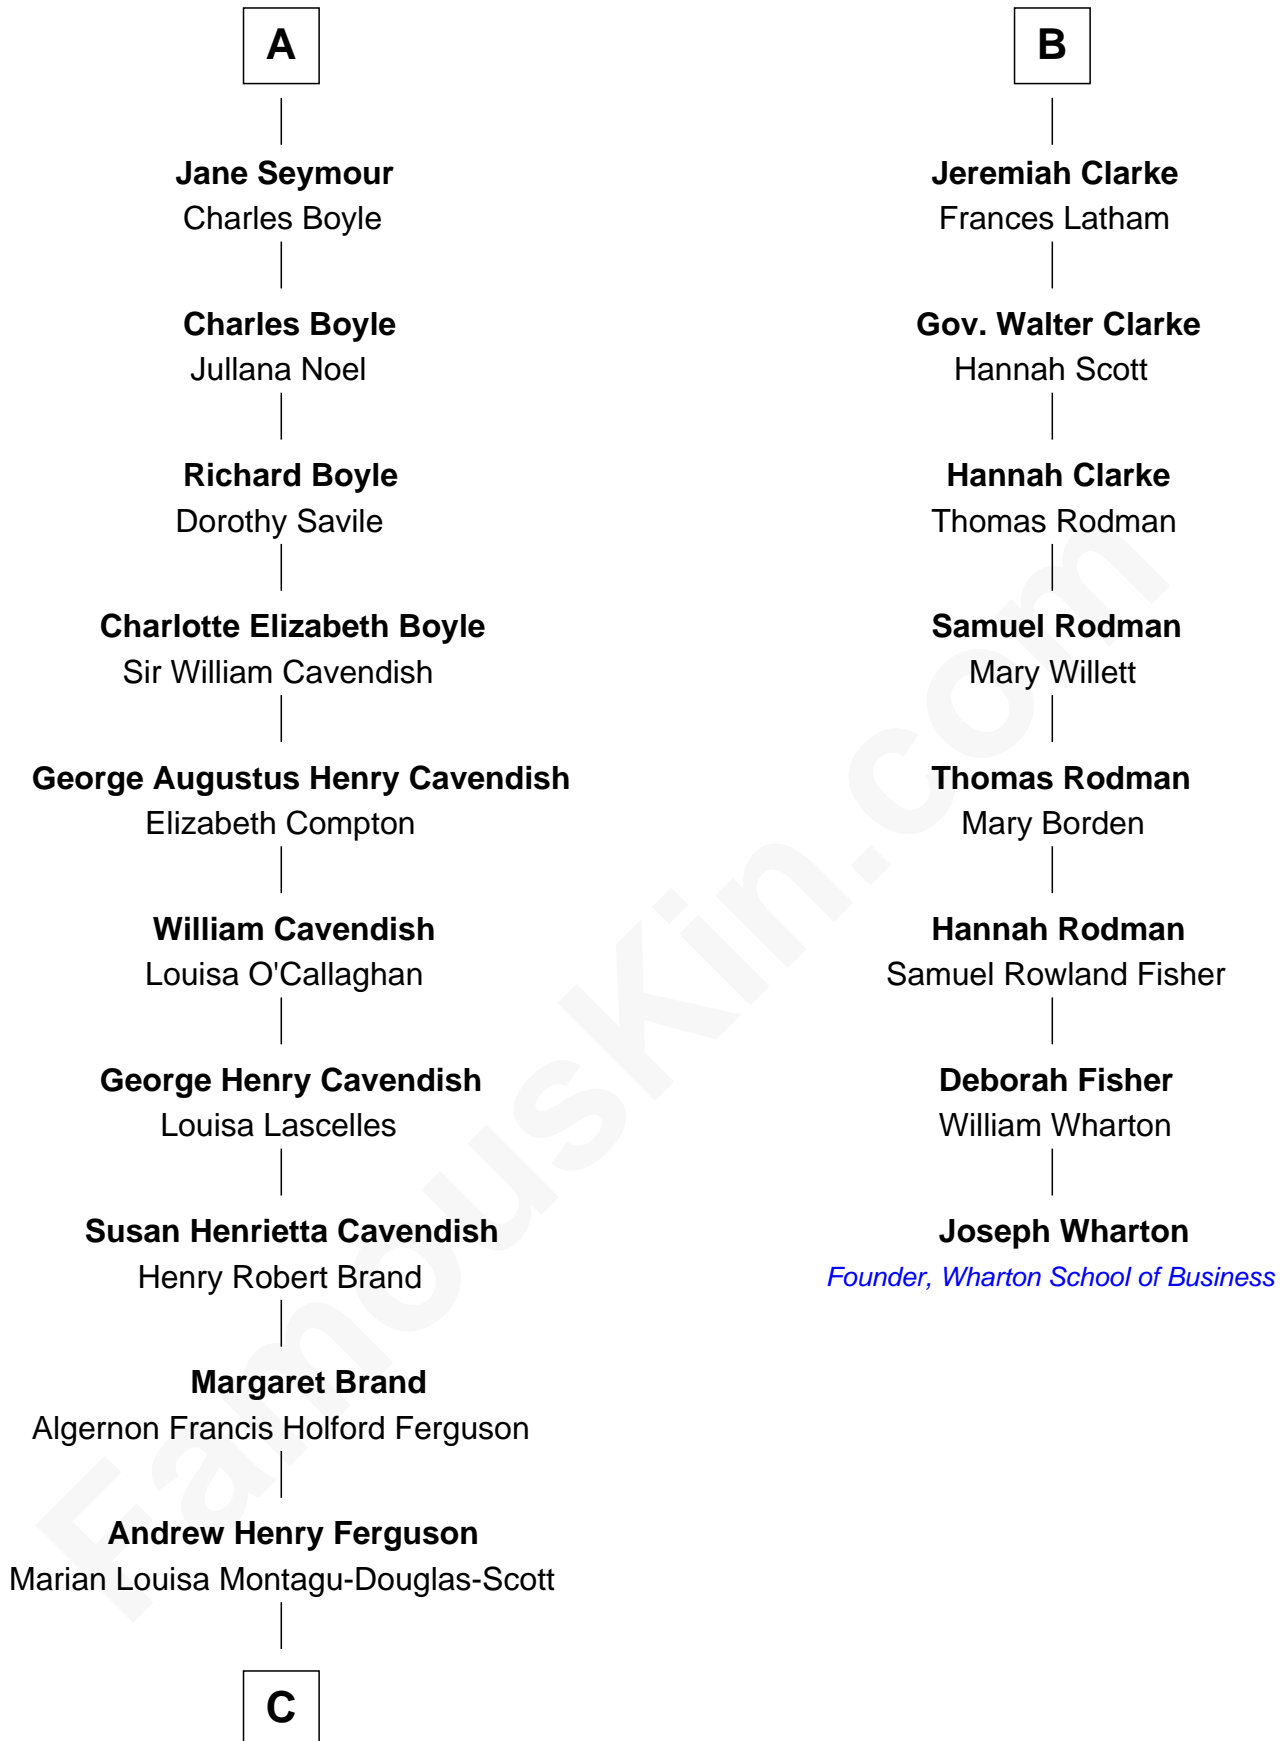 A
Jane Seymour
Charles Boyle
Charles Boyle
Jullana Noel
Richard Boyle
Dorothy Savile
Charlotte Elizabeth Boyle
Sir William Cavendish
George Augustus Henry Cavendish
Elizabeth Compton
William Cavendish
Louisa O'Callaghan
George Henry Cavendish
Louisa Lascelles
Susan Henrietta Cavendish
Henry Robert Brand
Margaret Brand
Algernon Francis Holford Ferguson
Andrew Henry Ferguson
Marian Louisa Montagu-Douglas-Scott
C
B
Jeremiah Clarke
Frances Latham
Gov. Walter Clarke
Hannah Scott
Hannah Clarke
Thomas Rodman
Samuel Rodman
Mary Willett
Thomas Rodman
Mary Borden
Hannah Rodman
Samuel Rowland Fisher
Deborah Fisher
William Wharton
Joseph Wharton
Founder, Wharton School of Business
FamousKin.com